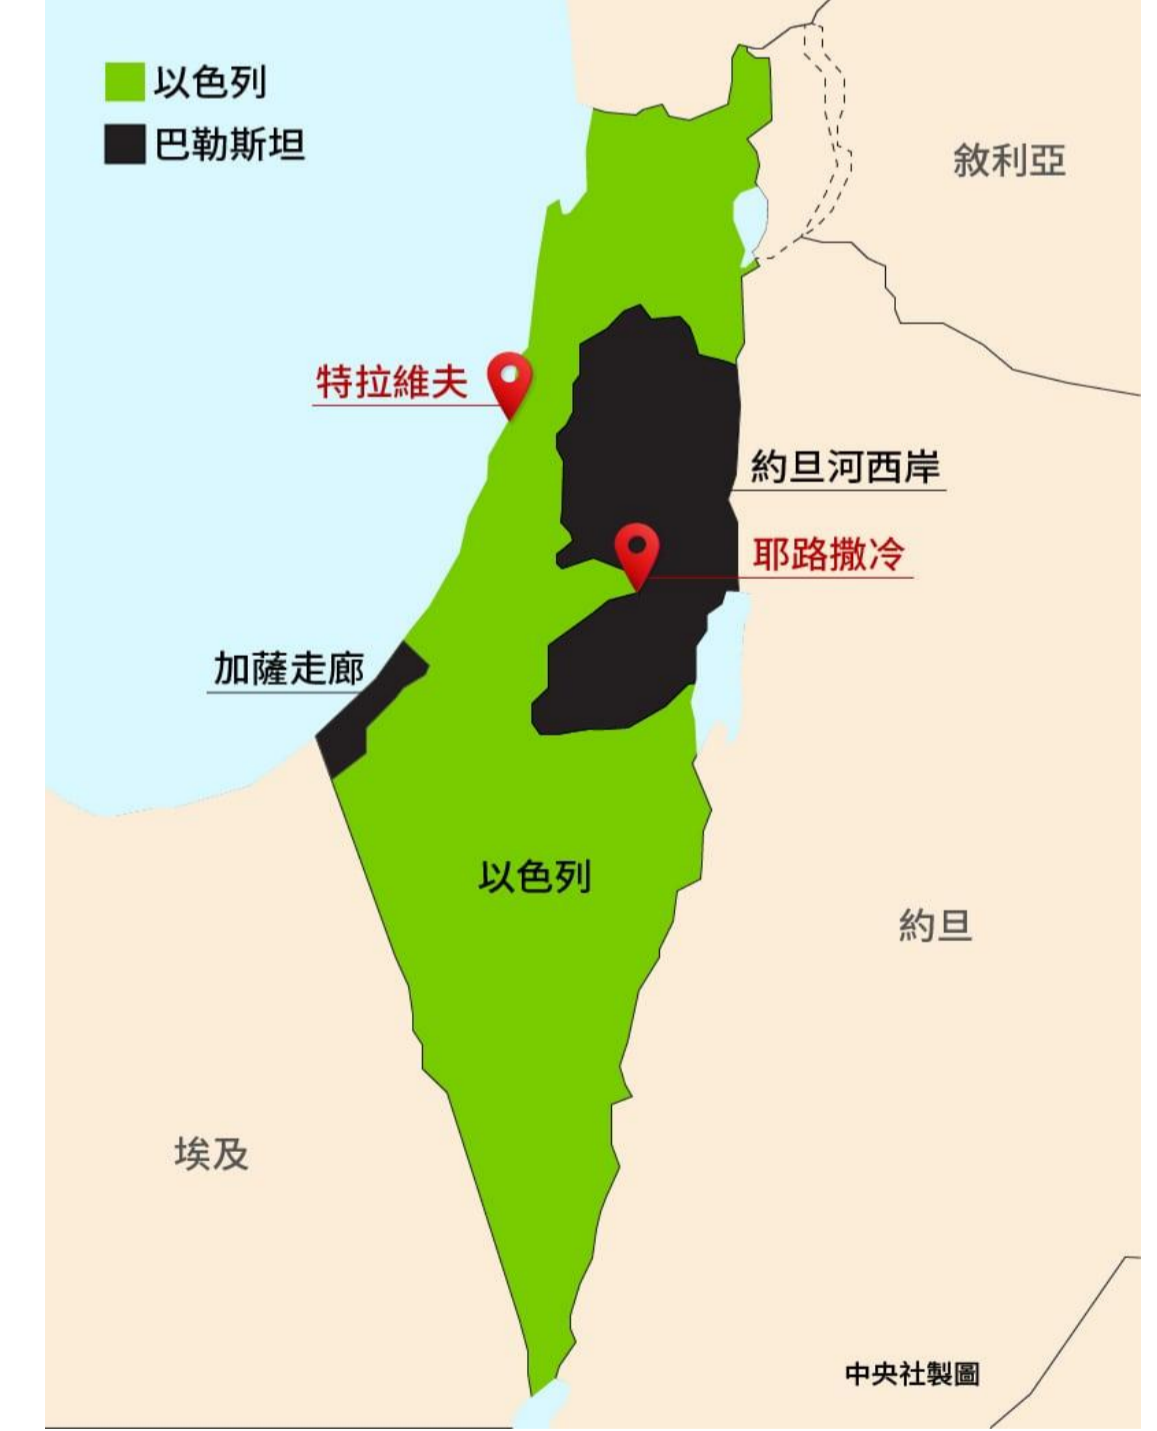 以色列
巴勒斯坦
敘利亞
特拉維夫
約旦河西岸
耶路撒冷
加薩走廊
以色列
約旦
埃及
中央社製圖